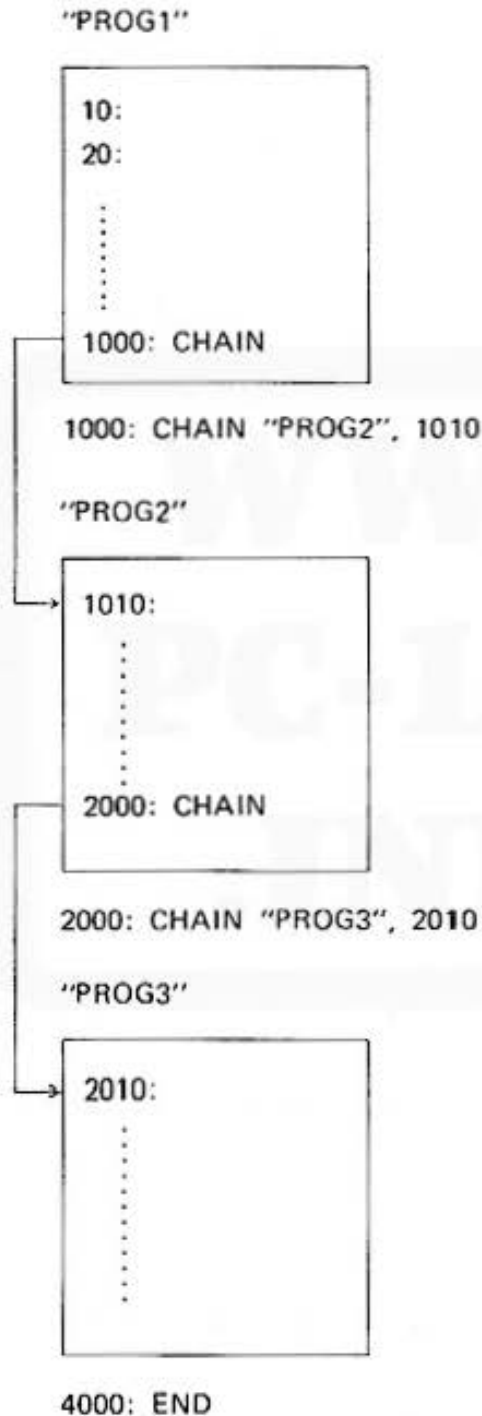 "PROG1"
10:
20:
1000: CHAIN
1000: CHAIN "PROG2", 1010
"PROG2"
1010:
2000: CHAIN
2000: CHAIN "PROG3", 2010
"PROG3"
2010:
4000: END